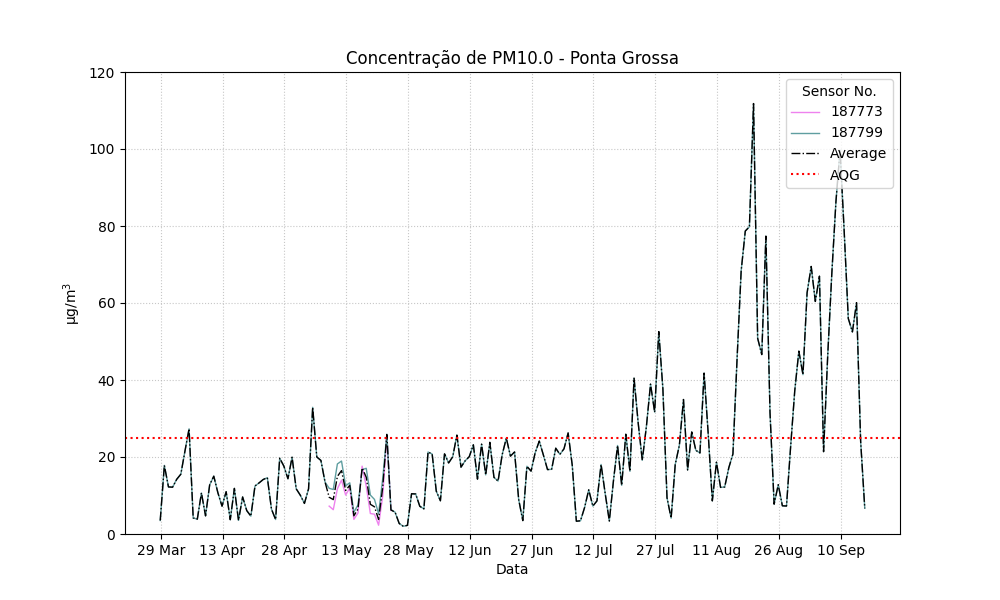 Concentração de PM10.0 - Ponta Grossa
120
100
80
60
40
20
0
µg/m³
Sensor No.
187773
187799
Average
AQG
29 Mar 13 Apr 28 Apr 13 May 28 May 12 Jun 27 Jun 12 Jul 27 Jul 11 Aug 26 Aug 10 Sep
Data